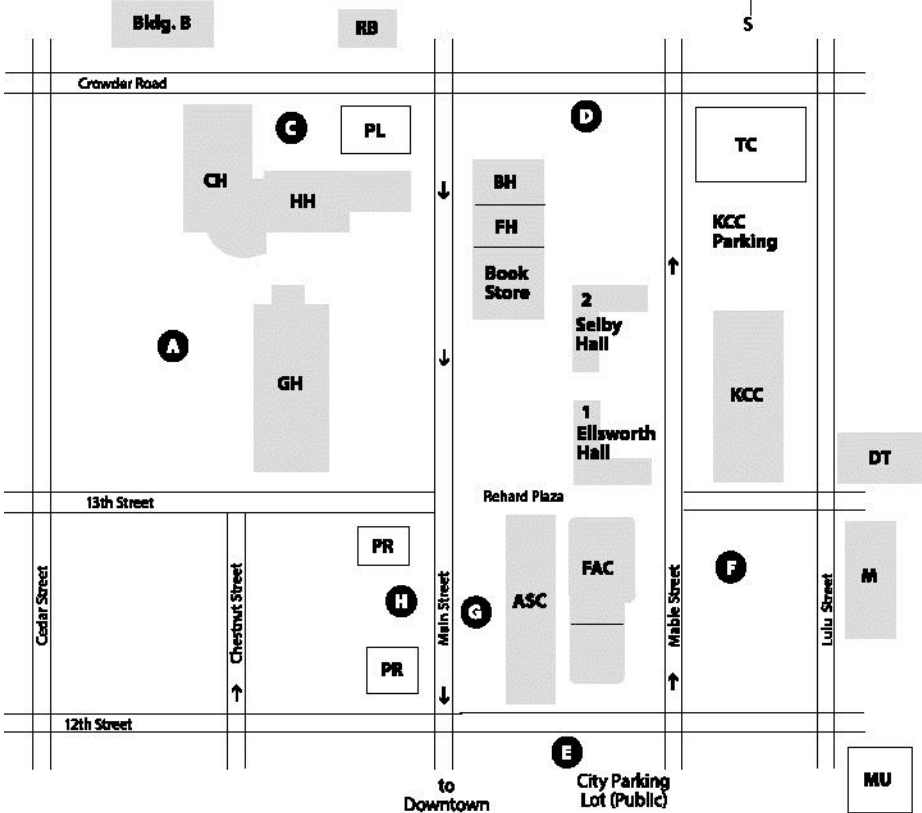 Bldg. B
RB
S
Crowder Road
C
PL
D
TC
CH
HH
BH
FH
Book
Store
KCC
Parking
2
Selby
Hall
A
GH
KCC
1
Ellsworth
Hall
DT
Rehard Plaza
13th Street
PR
FAC
F
M
Cedar Street
Chestnut Street
H
Main Street
G
ASC
Mable Street
Lulu Street
PR
12th Street
E
to
Downtown
City Parking
Lot (Public)
MU